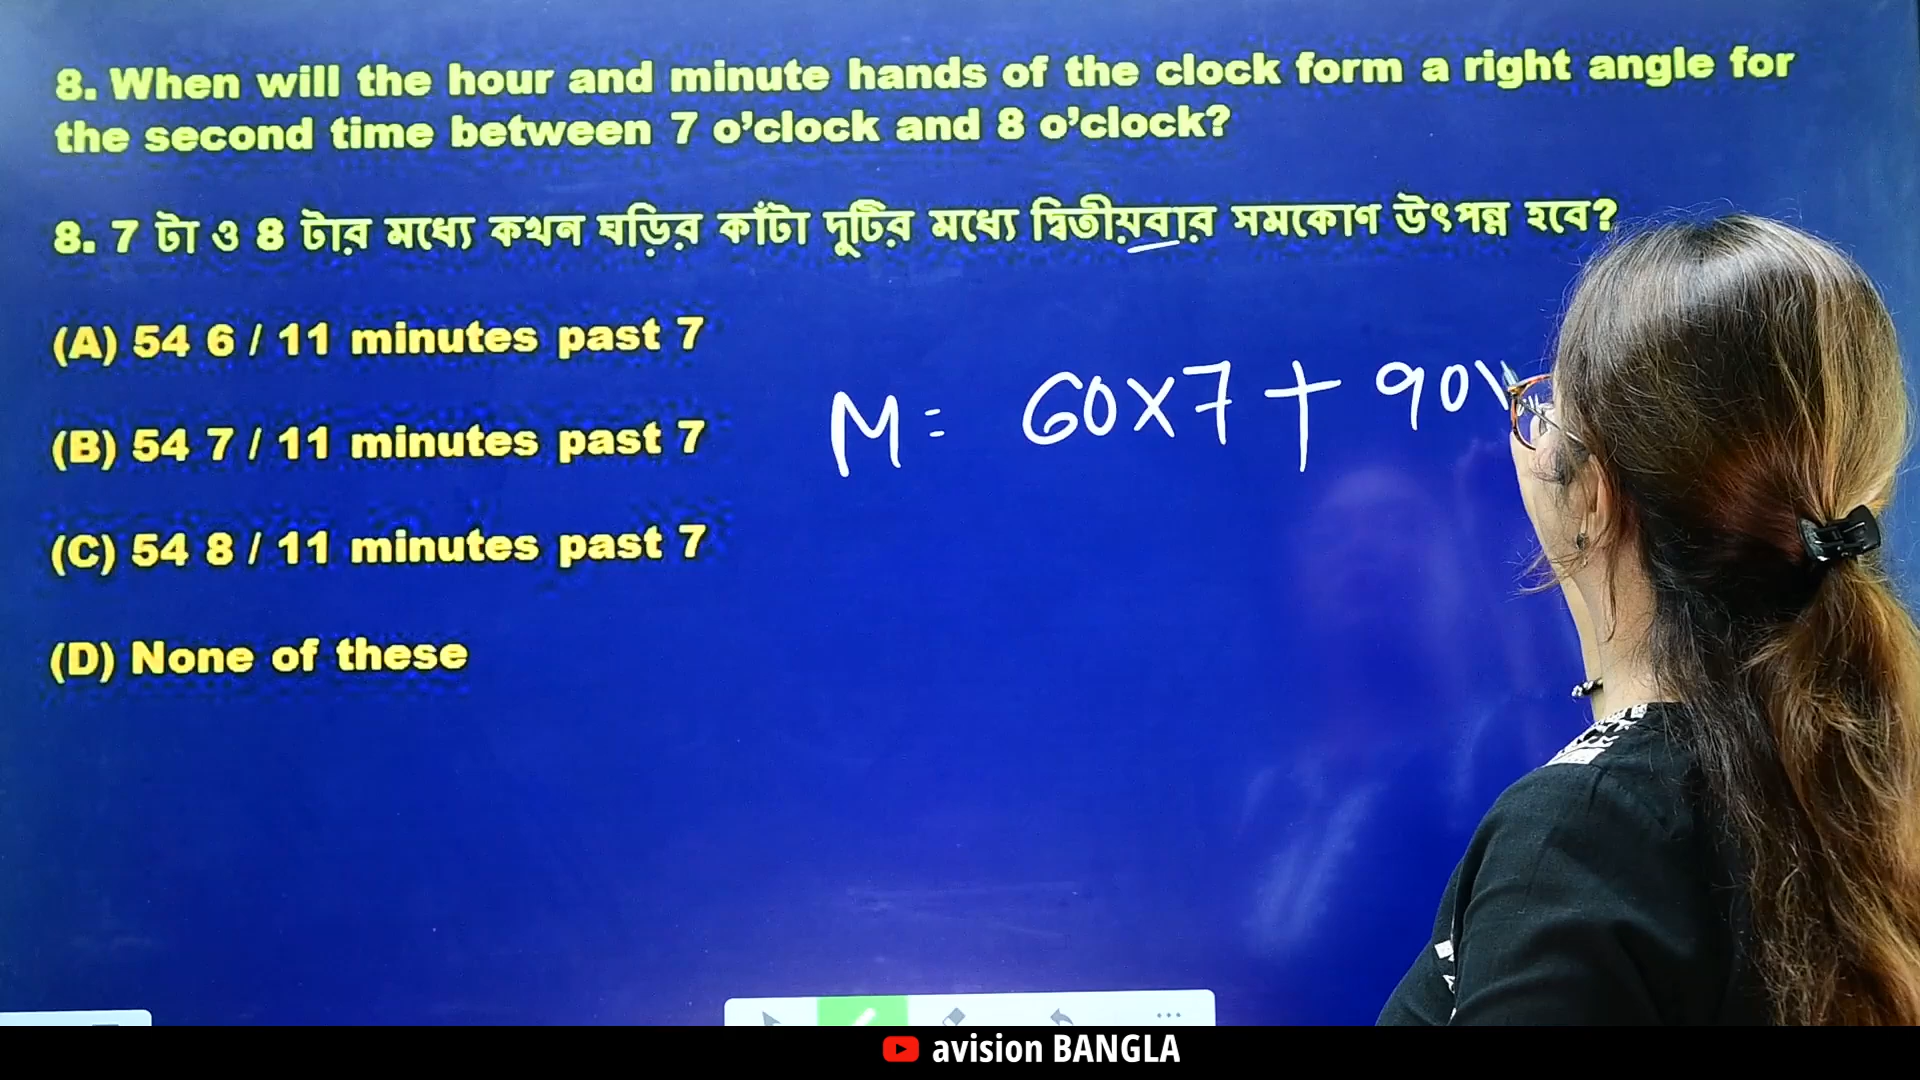 8. When will the hour and minute hands of the clock form a right angle for
the second time between 7 o'clock and 8 o'clock?
8. 7 টা ও 8 টার মধ্যে কখন ঘড়ির কাঁটা দুটির মধ্যে দ্বিতীয়বার সমকোণ উৎপন্ন হবে?
(A) 54 6 / 11 minutes past 7
(B) 54 7 / 11 minutes past 7
(C) 54 8 / 11 minutes past 7
(D) None of these
M = 60x7 + 90
avision BANGLA